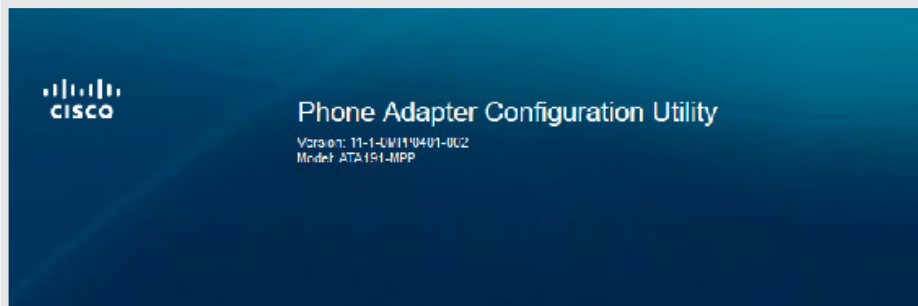 CISCO
Phone Adapter Configuration Utility
Version: 11-1-0MPP0401-002
Model: ATA191-MPP